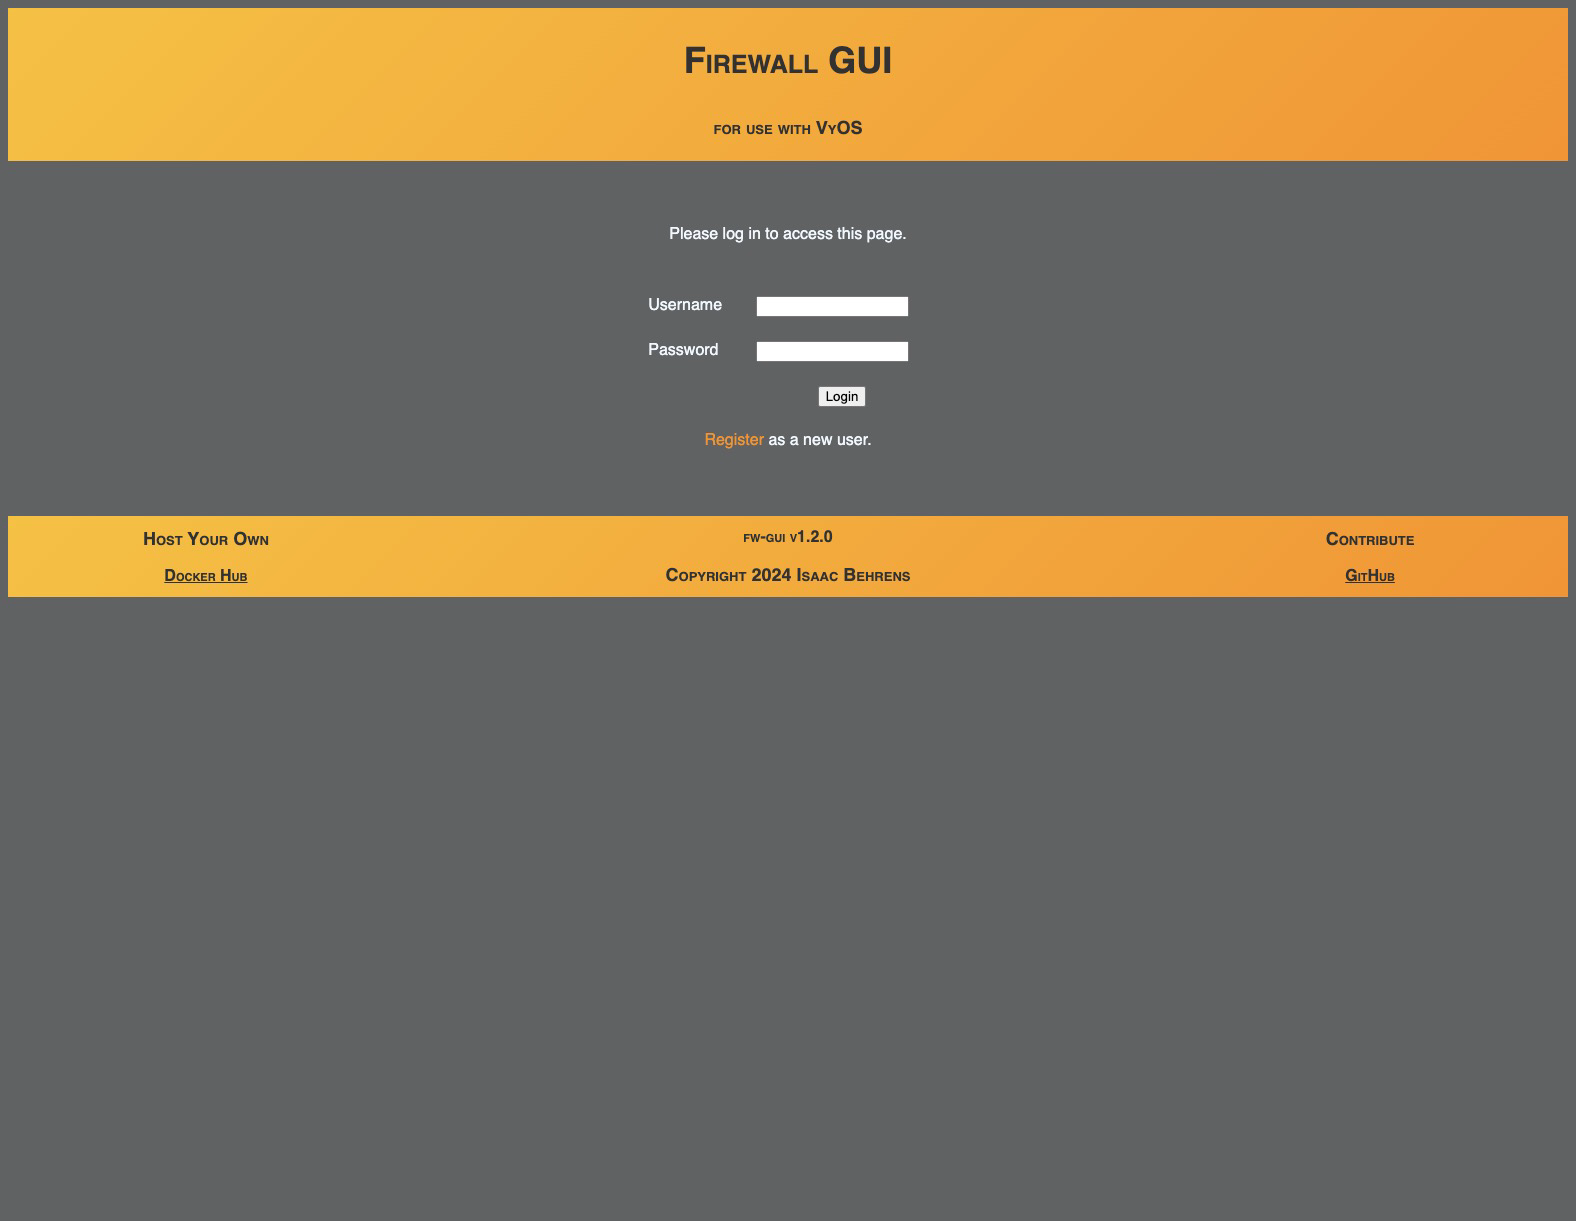 Firewall GUI
for use with VyOS
Please log in to access this page.
Username
Password
Login
Register as a new user.
Host Your Own
Docker Hub
fw-gui v1.2.0
Copyright 2024 Isaac Behrens
Contribute
GitHub